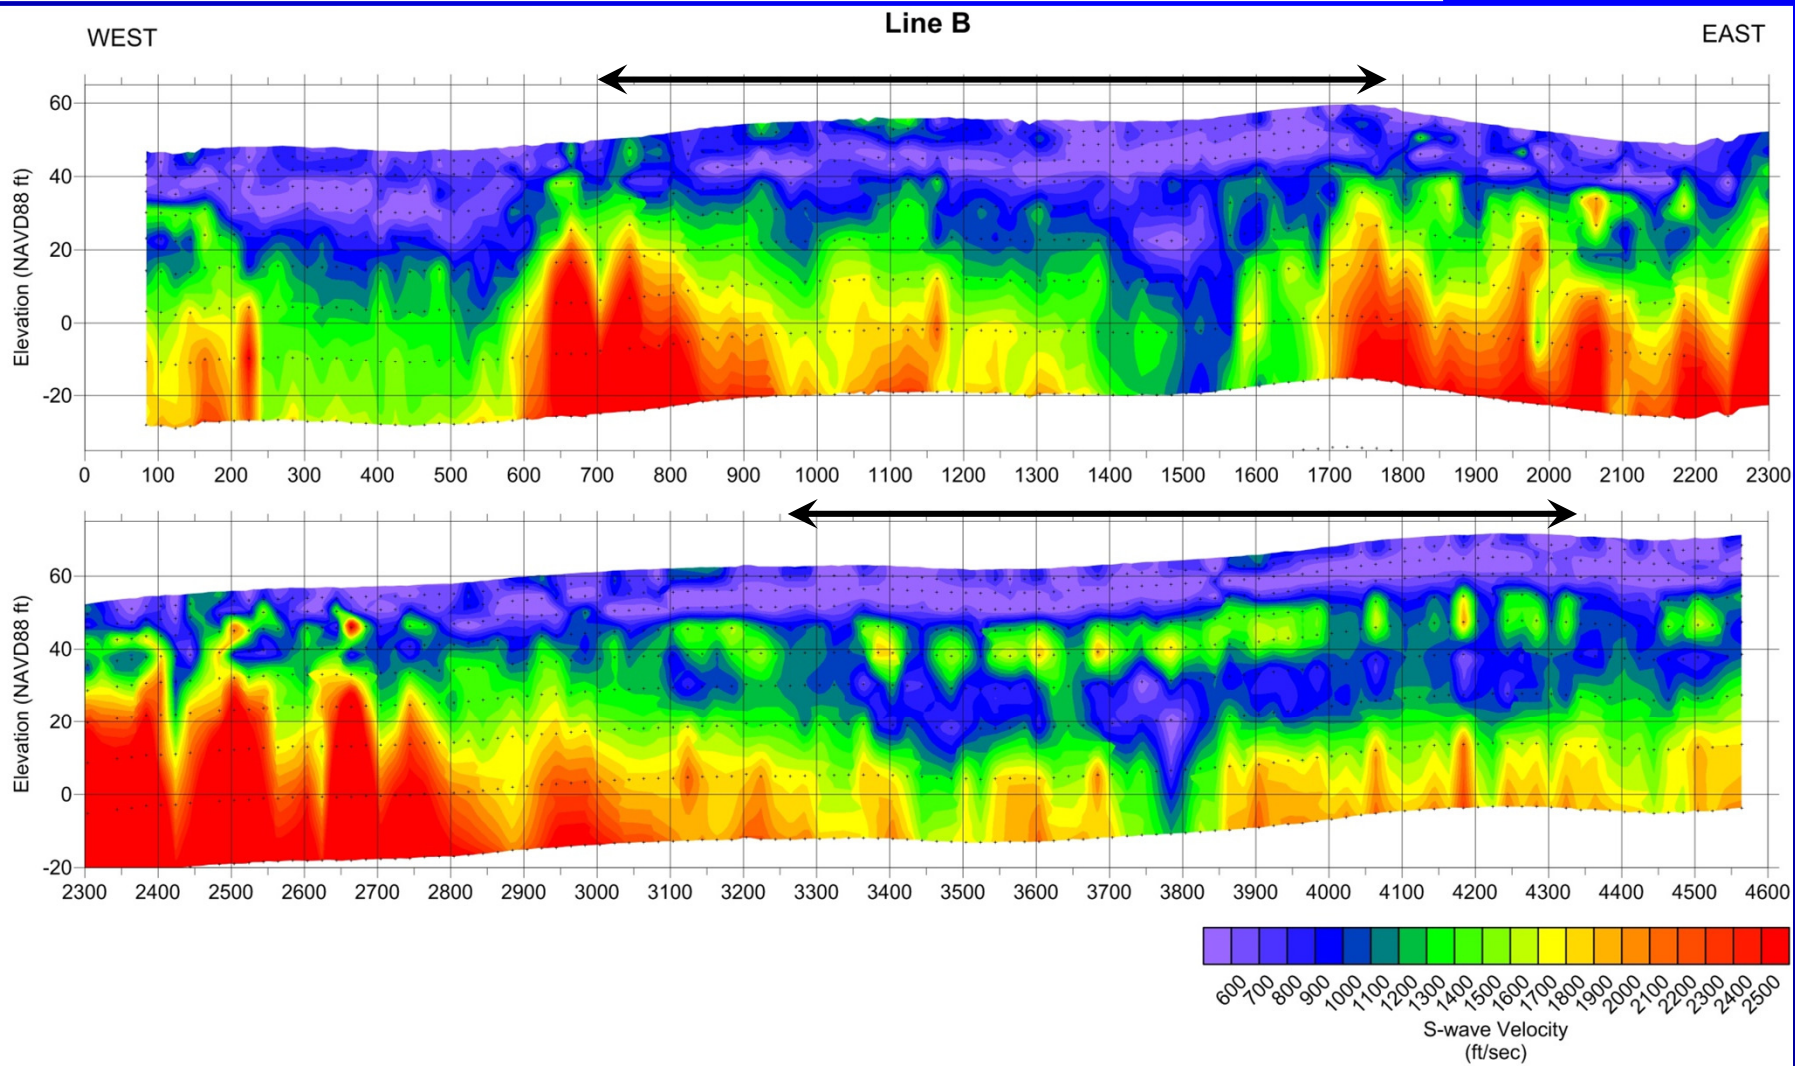 Line B
WEST
EAST
60
40
20
0
-20
Elevation (NAVD88 ft)
0 100 200 300 400 500 600 700 800 900 1000 1100 1200 1300 1400 1500 1600 1700 1800 1900 2000 2100 2200 2300
60
40
20
0
-20
Elevation (NAVD88 ft)
2300 2400 2500 2600 2700 2800 2900 3000 3100 3200 3300 3400 3500 3600 3700 3800 3900 4000 4100 4200 4300 4400 4500 4600
600 700 800 900 1000 1100 1200 1300 1400 1500 1600 1700 1800 1900 2000 2100 2200 2300 2400 2500
S-wave Velocity
(ft/sec)